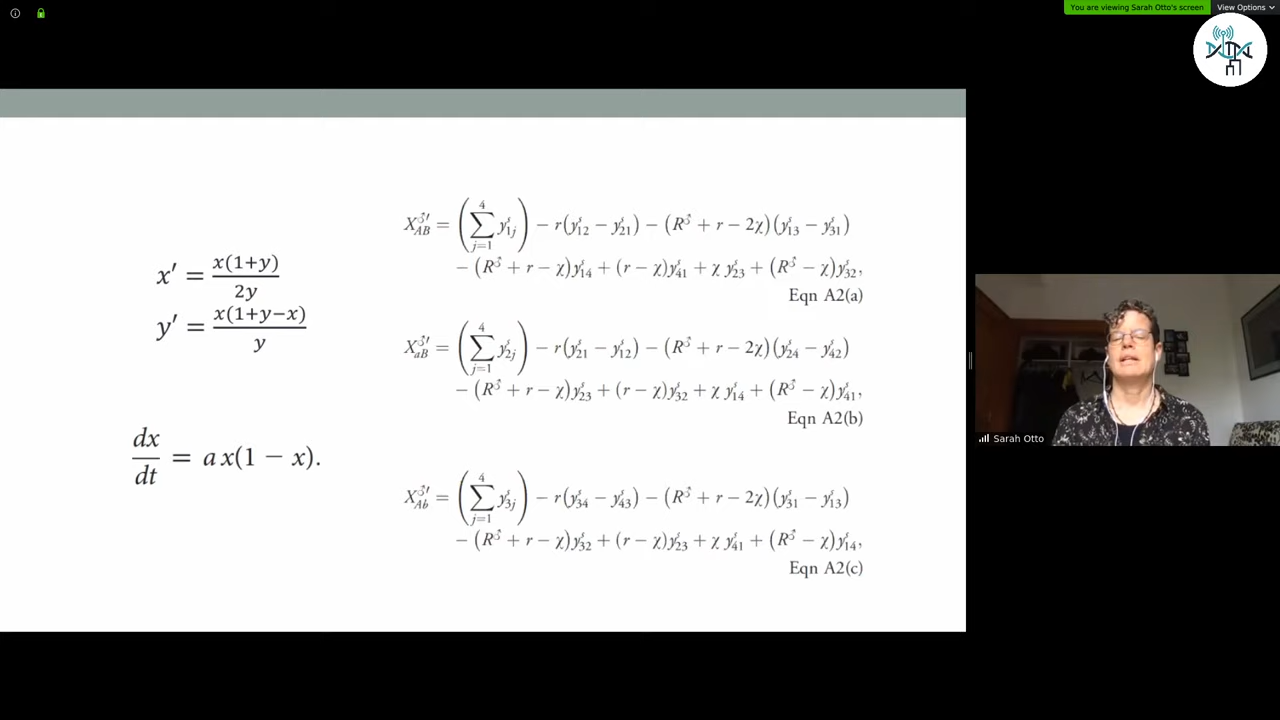 You are viewing Sarah Otto's screen
View Options
x' = x(1+y) / 2y
y' = x(1+y−x) / y
dx/dt = a x(1 − x).
X_{AB}^{♂′} = (∑_{j=1}^{4} y_{1j}^{s}) − r(y_{12}^{s} − y_{21}^{s}) − (R^{♂} + r − 2χ)(y_{13}^{s} − y_{31}^{s})
− (R^{♂} + r − χ)y_{14}^{s} + (r − χ)y_{41}^{s} + χ y_{23}^{s} + (R^{♂} − χ)y_{32}^{s},
Eqn A2(a)
X_{aB}^{♂′} = (∑_{j=1}^{4} y_{2j}^{s}) − r(y_{21}^{s} − y_{12}^{s}) − (R^{♂} + r − 2χ)(y_{24}^{s} − y_{42}^{s})
− (R^{♂} + r − χ)y_{23}^{s} + (r − χ)y_{32}^{s} + χ y_{14}^{s} + (R^{♂} − χ)y_{41}^{s},
Eqn A2(b)
X_{Ab}^{♂′} = (∑_{j=1}^{4} y_{3j}^{s}) − r(y_{34}^{s} − y_{43}^{s}) − (R^{♂} + r − 2χ)(y_{31}^{s} − y_{13}^{s})
− (R^{♂} + r − χ)y_{32}^{s} + (r − χ)y_{23}^{s} + χ y_{41}^{s} + (R^{♂} − χ)y_{14}^{s},
Eqn A2(c)
Sarah Otto